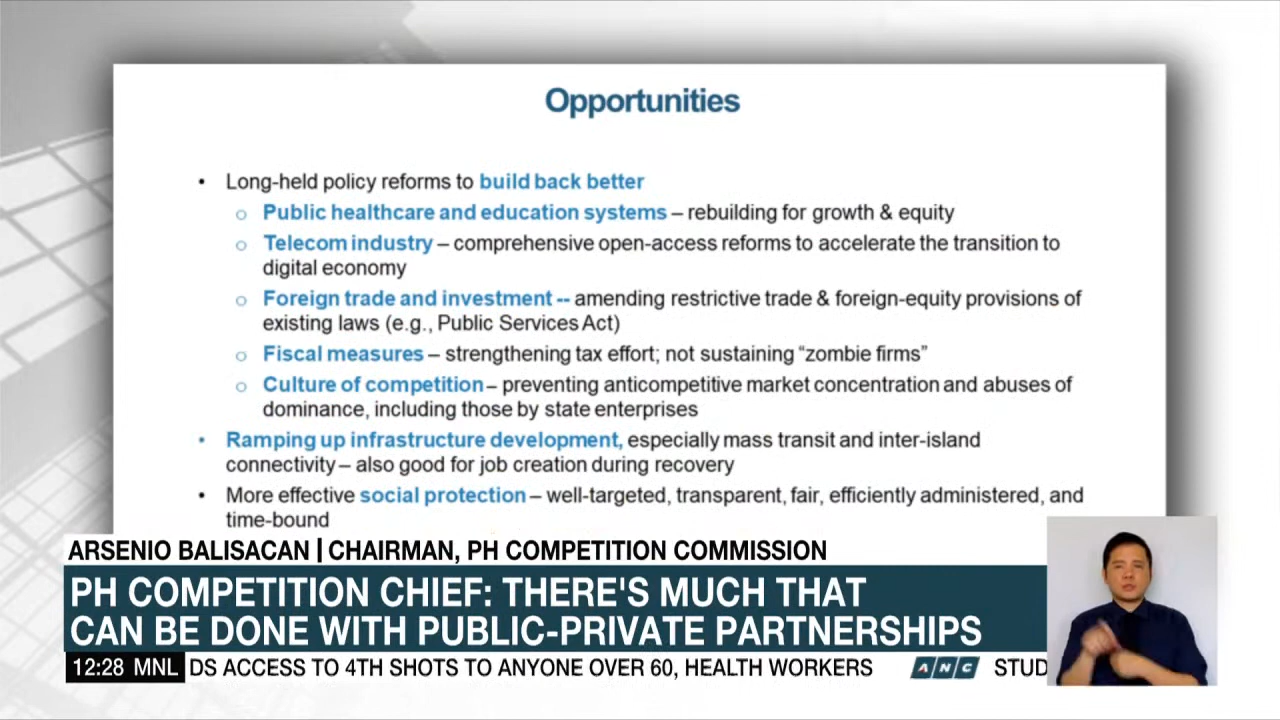 Opportunities
• Long-held policy reforms to build back better
o Public healthcare and education systems – rebuilding for growth & equity
o Telecom industry – comprehensive open-access reforms to accelerate the transition to
digital economy
o Foreign trade and investment -- amending restrictive trade & foreign-equity provisions of
existing laws (e.g., Public Services Act)
o Fiscal measures – strengthening tax effort; not sustaining “zombie firms”
o Culture of competition – preventing anticompetitive market concentration and abuses of
dominance, including those by state enterprises
• Ramping up infrastructure development, especially mass transit and inter-island
connectivity – also good for job creation during recovery
• More effective social protection – well-targeted, transparent, fair, efficiently administered, and
time-bound
ARSENIO BALISACAN | CHAIRMAN, PH COMPETITION COMMISSION
PH COMPETITION CHIEF: THERE'S MUCH THAT
CAN BE DONE WITH PUBLIC-PRIVATE PARTNERSHIPS
12:28 MNL DS ACCESS TO 4TH SHOTS TO ANYONE OVER 60, HEALTH WORKERS ANC STUD